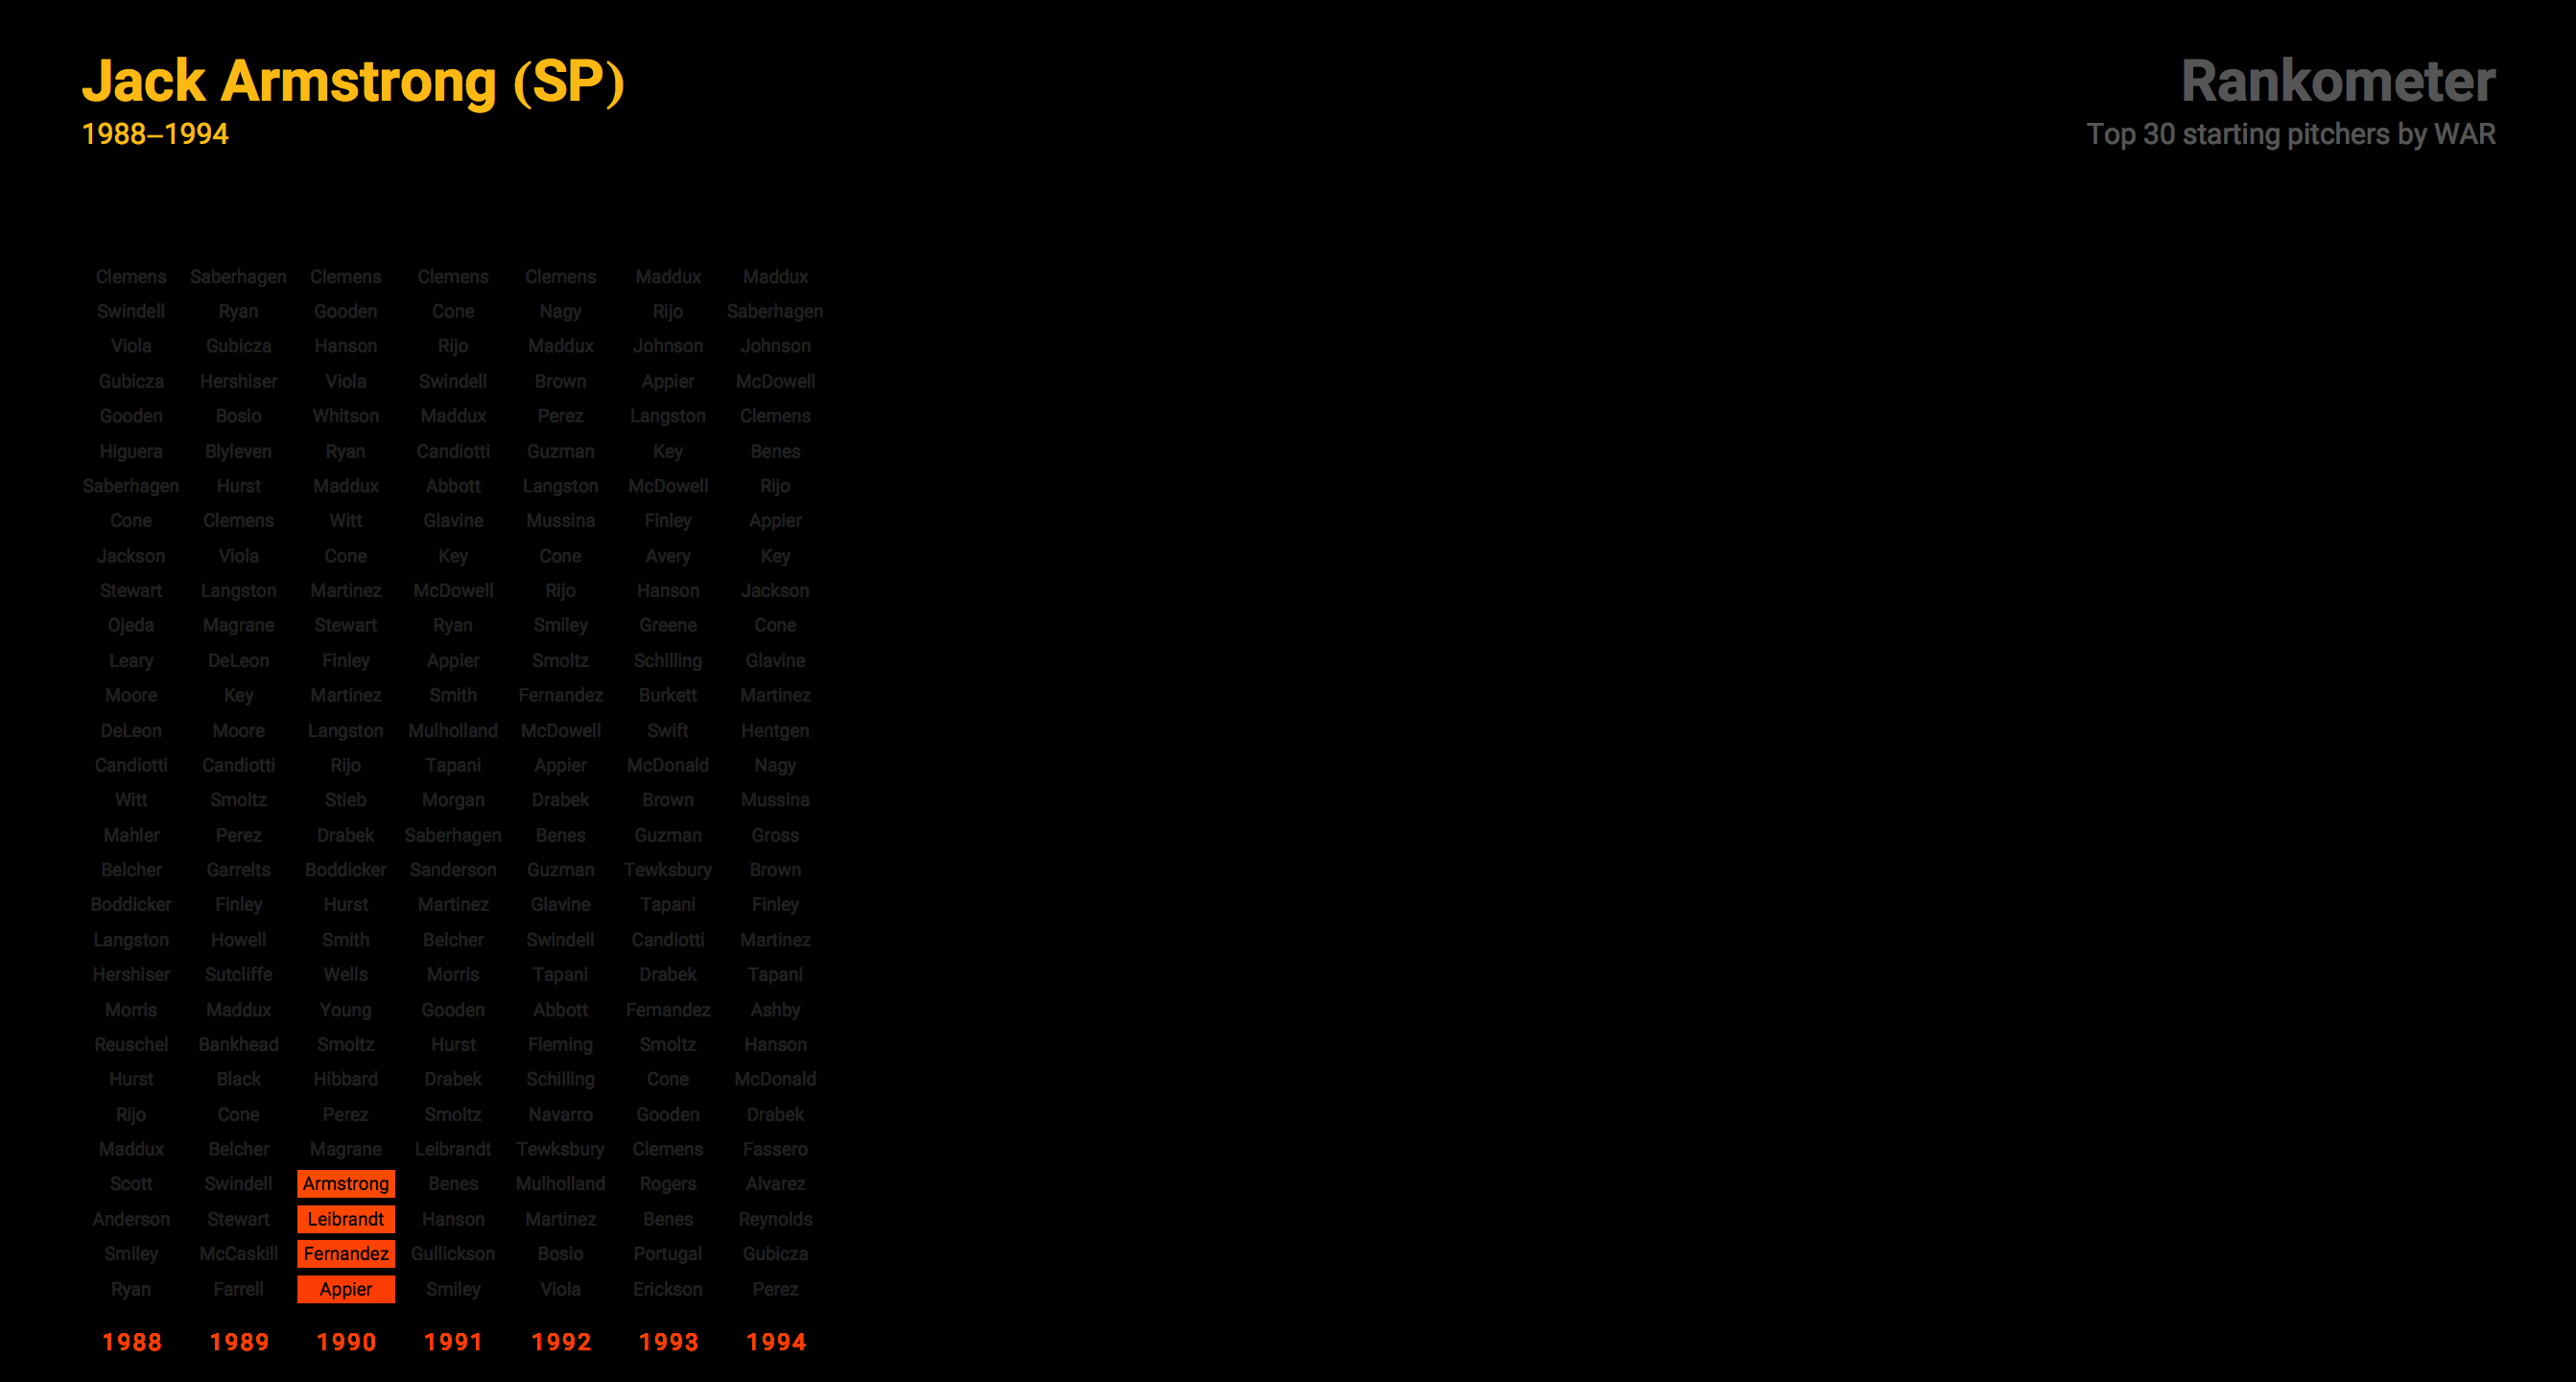 Jack Armstrong (SP)
1988–1994
Rankometer
Top 30 starting pitchers by WAR
Clemens Saberhagen Clemens Clemens Clemens Maddux Maddux
Swindell Ryan Gooden Cone Nagy Rijo Saberhagen
Viola Gubicza Hanson Rijo Maddux Johnson Johnson
Gubicza Hershiser Viola Swindell Brown Appier McDowell
Gooden Bosio Whitson Maddux Perez Langston Clemens
Higuera Blyleven Ryan Candiotti Guzman Key Benes
Saberhagen Hurst Maddux Abbott Langston McDowell Rijo
Cone Clemens Witt Glavine Mussina Finley Appier
Jackson Viola Cone Key Cone Avery Key
Stewart Langston Martinez McDowell Rijo Hanson Jackson
Ojeda Magrane Stewart Ryan Smiley Greene Cone
Leary DeLeon Finley Appier Smoltz Schilling Glavine
Moore Key Martinez Smith Fernandez Burkett Martinez
DeLeon Moore Langston Mulholland McDowell Swift Hentgen
Candiotti Candiotti Rijo Tapani Appier McDonald Nagy
Witt Smoltz Stieb Morgan Drabek Brown Mussina
Mahler Perez Drabek Saberhagen Benes Guzman Gross
Belcher Garrelts Boddicker Sanderson Guzman Tewksbury Brown
Boddicker Finley Hurst Martinez Glavine Tapani Finley
Langston Howell Smith Belcher Swindell Candiotti Martinez
Hershiser Sutcliffe Wells Morris Tapani Drabek Tapani
Morris Maddux Young Gooden Abbott Fernandez Ashby
Reuschel Bankhead Smoltz Hurst Fleming Smoltz Hanson
Hurst Black Hibbard Drabek Schilling Cone McDonald
Rijo Cone Perez Smoltz Navarro Gooden Drabek
Maddux Belcher Magrane Leibrandt Tewksbury Clemens Fassero
Scott Swindell Armstrong Benes Mulholland Rogers Alvarez
Anderson Stewart Leibrandt Hanson Martinez Benes Reynolds
Smiley McCaskill Fernandez Gullickson Bosio Portugal Gubicza
Ryan Farrell Appier Smiley Viola Erickson Perez
1988 1989 1990 1991 1992 1993 1994